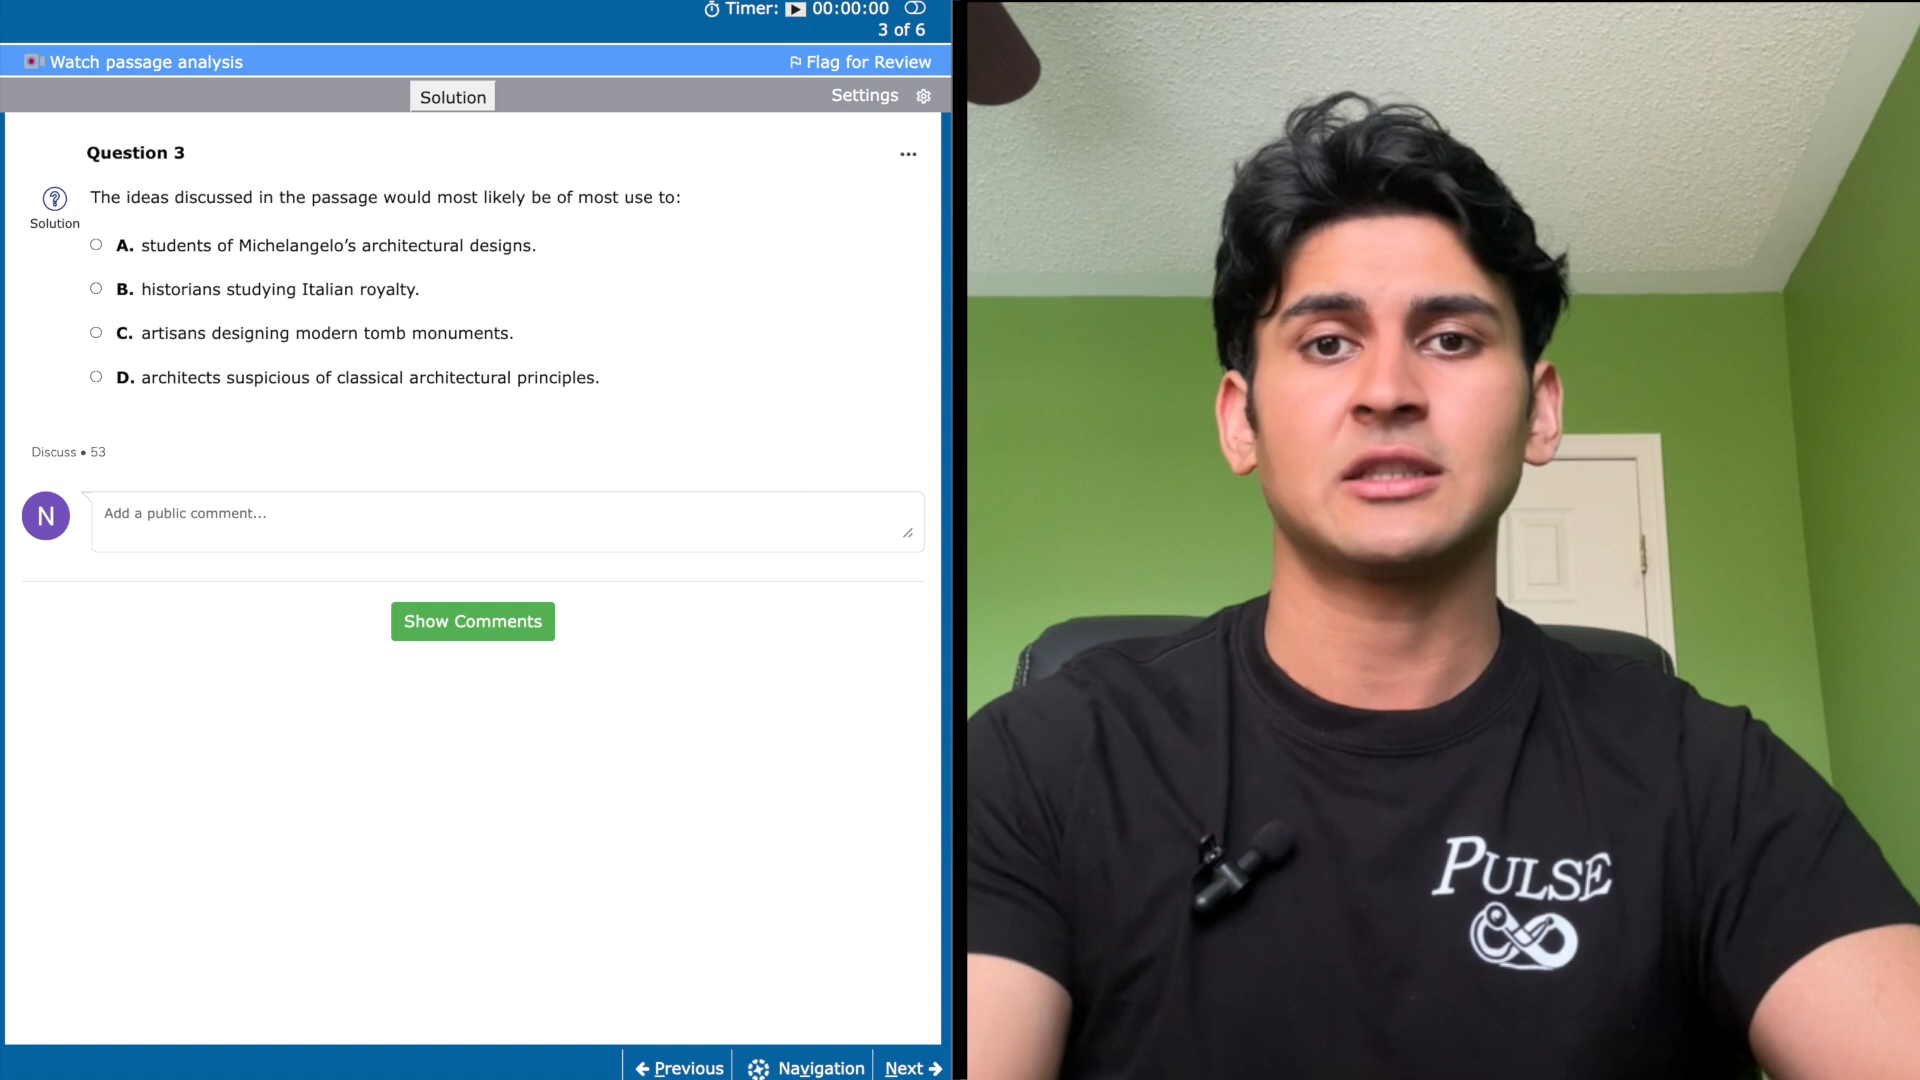 Timer: 00:00:00
3 of 6
Watch passage analysis
Flag for Review
Solution
Settings
Question 3
...
The ideas discussed in the passage would most likely be of most use to:
Solution
A. students of Michelangelo’s architectural designs.
B. historians studying Italian royalty.
C. artisans designing modern tomb monuments.
D. architects suspicious of classical architectural principles.
Discuss • 53
N
Add a public comment...
Show Comments
Previous
Navigation
Next
PULSE